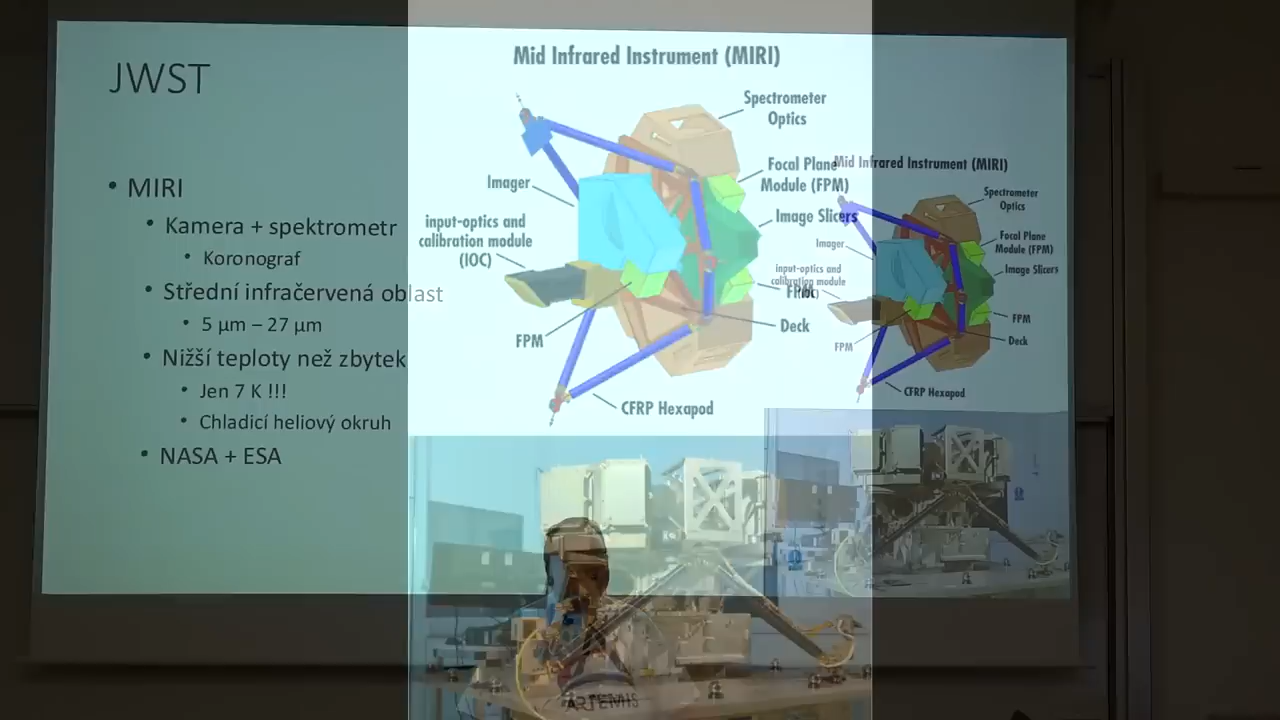 JWST
• MIRI
• Kamera + spektrometr
• Koronograf
• Střední infračervená oblast
• 5 µm – 27 µm
• Nižší teploty než zbytek
• Jen 7 K !!!
• Chladicí heliový okruh
• NASA + ESA
Mid Infrared Instrument (MIRI)
Spectrometer
Optics
Focal Plane
Module (FPM)
Imager
Image Slicers
input-optics and
calibration module
(IOC)
FPM
Deck
FPM
CFRP Hexapod
Mid Infrared Instrument (MIRI)
Spectrometer
Optics
Focal Plane
Module (FPM)
Imager
Image Slicers
input-optics and
calibration module
(IOC)
FPM
Deck
FPM
CFRP Hexapod
ARTEMIS